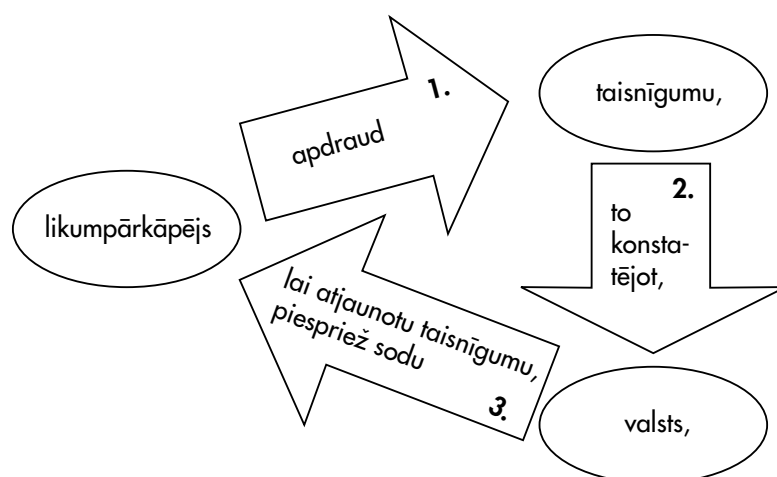 likumpārkāpējs
1.
apdraud
taisnīgumu,
2.
to
konsta-
tējot,
valsts,
lai atjaunotu taisnīgumu,
piespriež sodu
3.